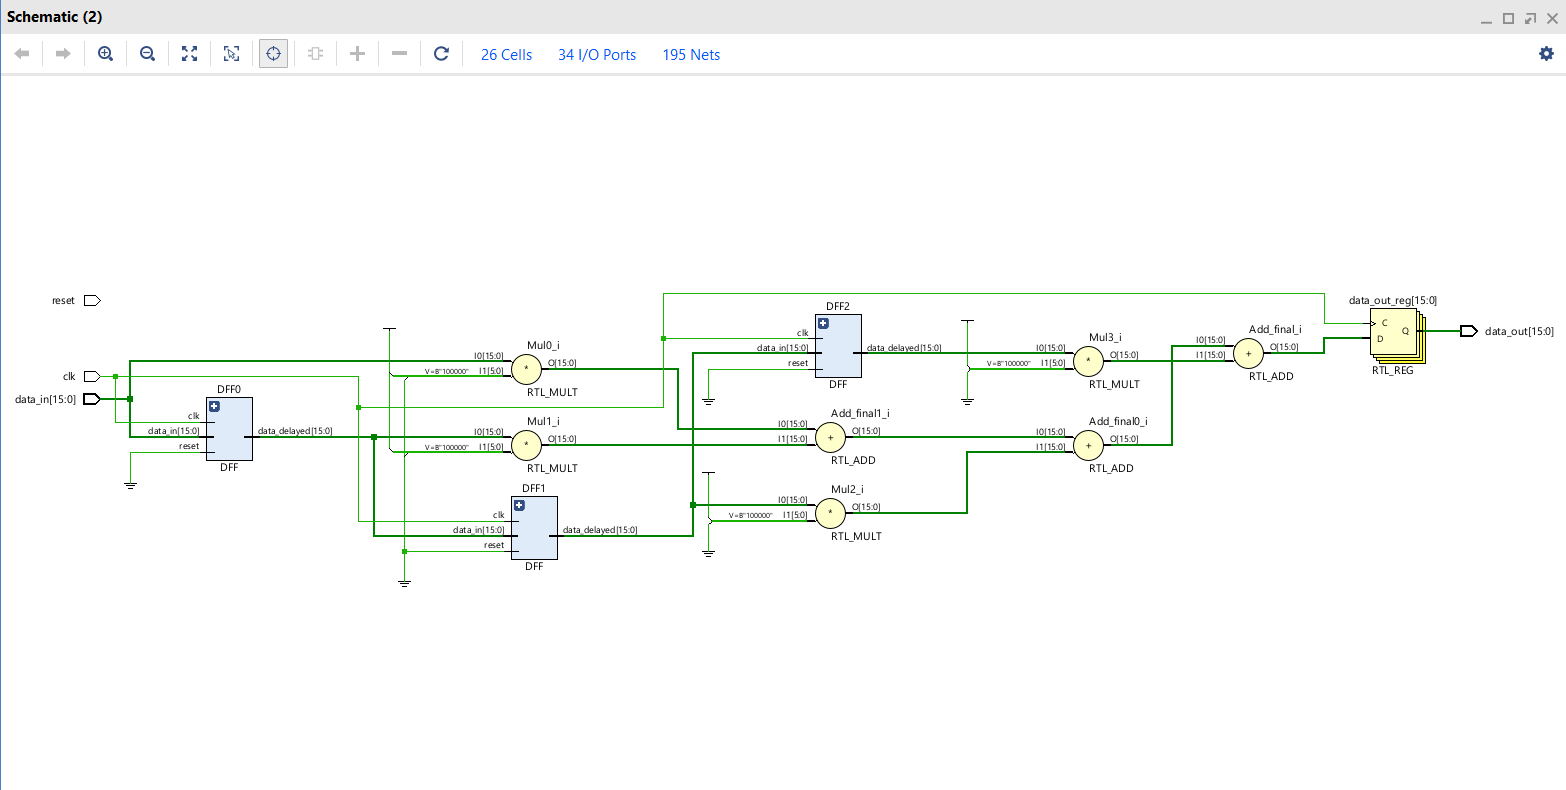 Schematic (2)
26 Cells 34 I/O Ports 195 Nets
reset
clk
data_in[15:0]
DFF0
clk
data_in[15:0]
reset
data_delayed[15:0]
DFF
Mul0_i
I0[15:0]
V=B"100000" I1[5:0]
O[15:0]
*
RTL_MULT
Mul1_i
I0[15:0]
V=B"100000" I1[5:0]
O[15:0]
*
RTL_MULT
DFF1
clk
data_in[15:0]
reset
data_delayed[15:0]
DFF
DFF2
clk
data_in[15:0]
reset
data_delayed[15:0]
DFF
Add_final1_i
I0[15:0]
I1[15:0]
O[15:0]
+
RTL_ADD
Mul2_i
I0[15:0]
V=B"100000" I1[5:0]
O[15:0]
*
RTL_MULT
Mul3_i
I0[15:0]
V=B"100000" I1[5:0]
O[15:0]
*
RTL_MULT
Add_final0_i
I0[15:0]
I1[15:0]
O[15:0]
+
RTL_ADD
Add_final_i
I0[15:0]
I1[15:0]
O[15:0]
+
RTL_ADD
data_out_reg[15:0]
C
D
Q
RTL_REG
data_out[15:0]